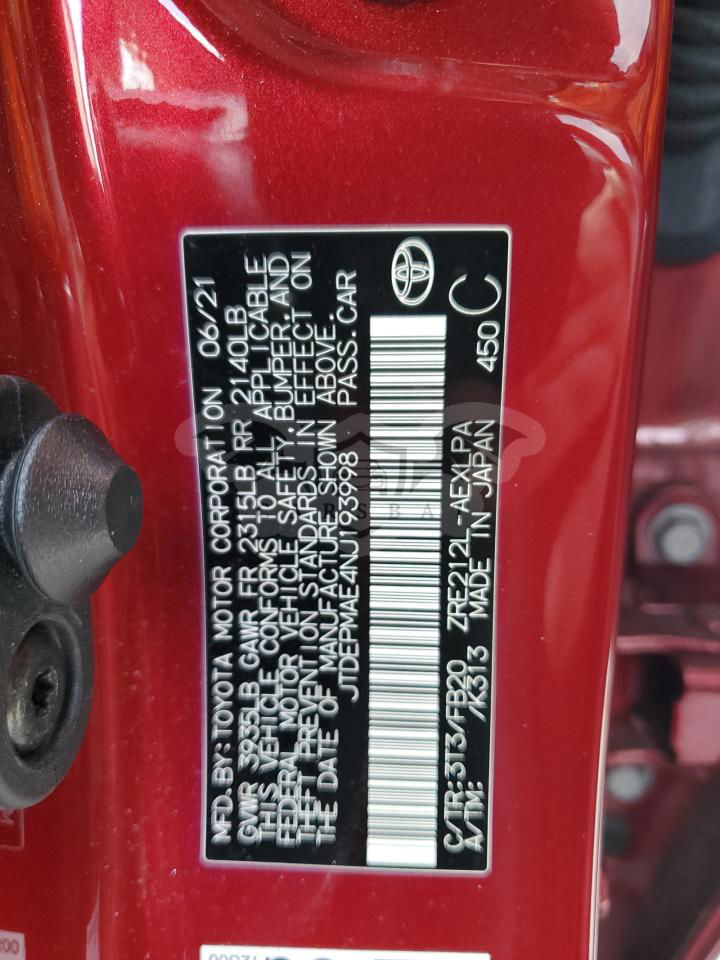 MFD. BY: TOYOTA MOTOR CORPORATION 06/21
GVWR 3935LB GAWR FR 2315LB RR 2140LB
THIS VEHICLE CONFORMS TO ALL APPLICABLE
FEDERAL MOTOR VEHICLE SAFETY, BUMPER, AND
THEFT PREVENTION STANDARDS IN EFFECT ON
THE DATE OF MANUFACTURE SHOWN ABOVE.
JTDEPMAE4NJ193998 PASS. CAR
C/TR: 3T3/FB20 ZRE212L-AEXLPA
A/TM: /K313 MADE IN JAPAN 450 C
RSBA